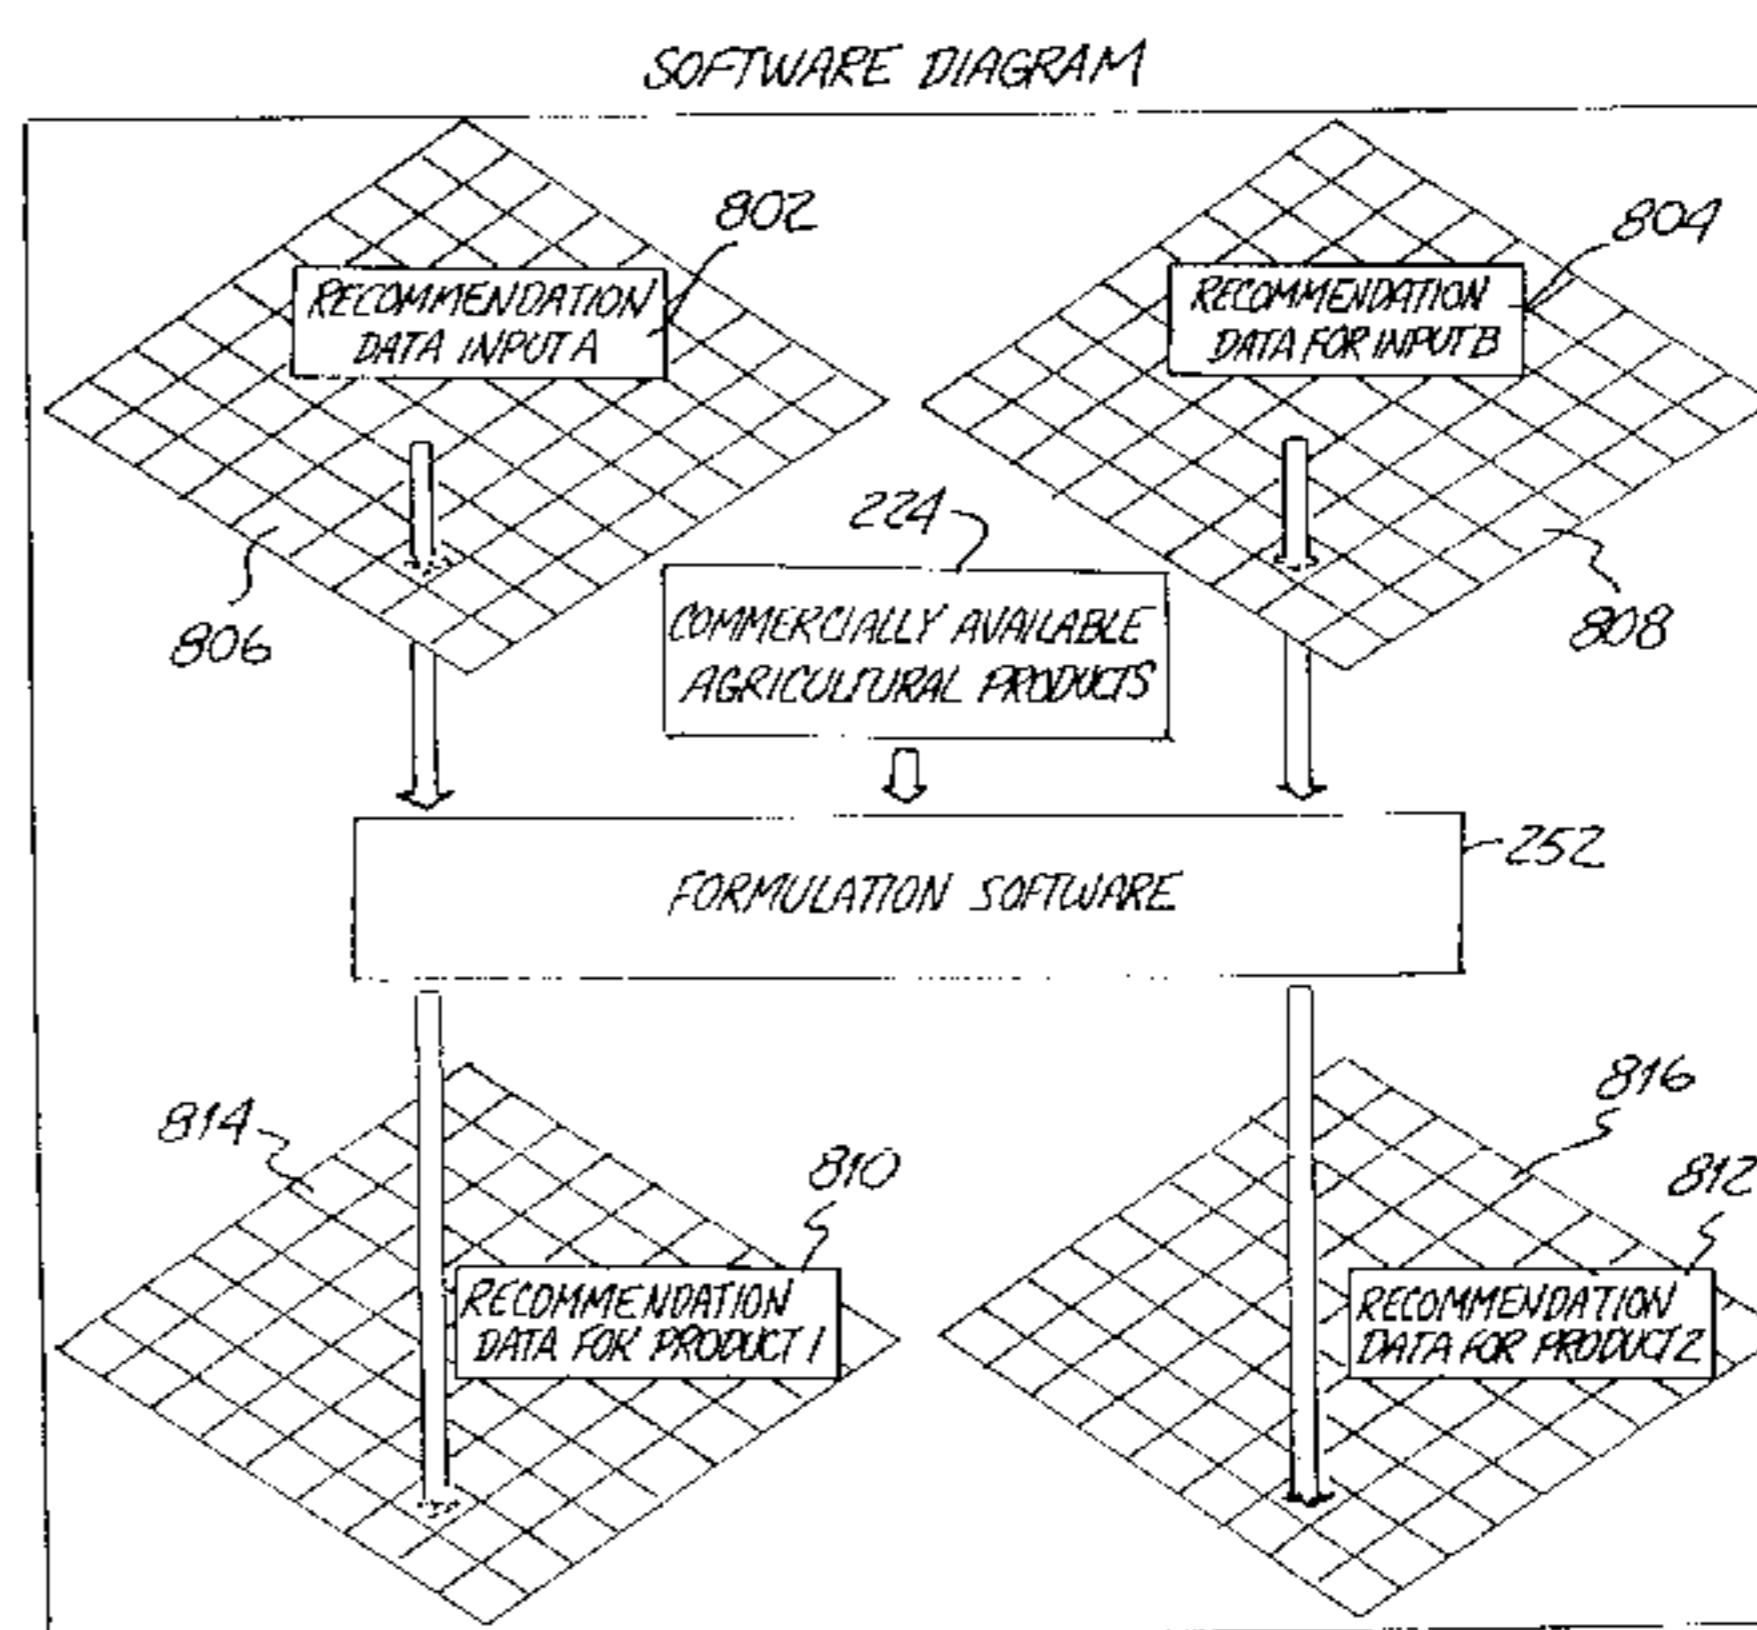 SOFTWARE DIAGRAM
802
804
RECOMMENDATION
DATA INPUT A
RECOMMENDATION
DATA FOR INPUT B
224
806
808
COMMERCIALLY AVAILABLE
AGRICULTURAL PRODUCTS
252
FORMULATION SOFTWARE
814
816
810
812
RECOMMENDATION
DATA FOR PRODUCT 1
RECOMMENDATION
DATA FOR PRODUCT 2